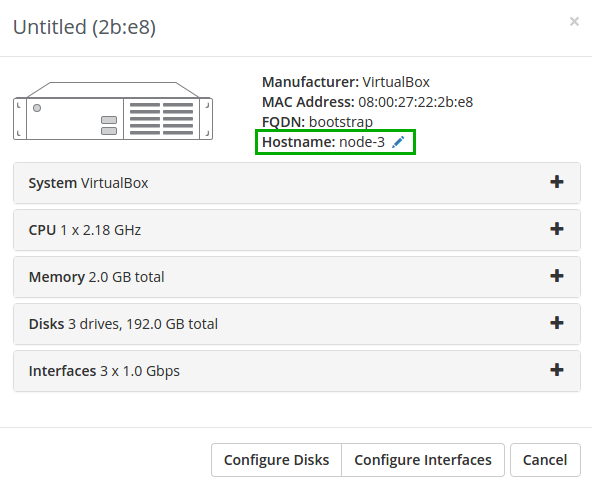 Untitled (2b:e8)
×
Manufacturer: VirtualBox
MAC Address: 08:00:27:22:2b:e8
FQDN: bootstrap
Hostname: node-3
System VirtualBox
CPU 1 x 2.18 GHz
Memory 2.0 GB total
Disks 3 drives, 192.0 GB total
Interfaces 3 x 1.0 Gbps
Configure Disks Configure Interfaces Cancel